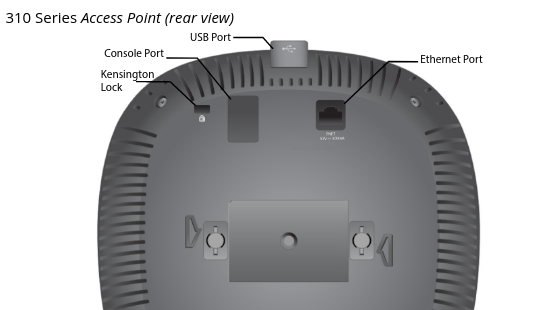 310 Series Access Point (rear view)
USB Port
Console Port
Ethernet Port
Kensington
Lock